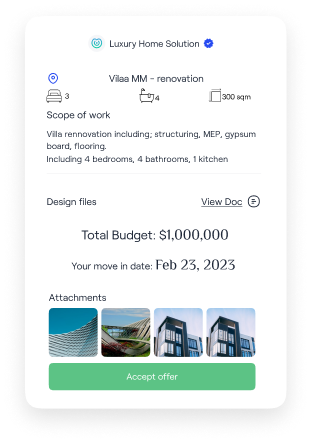 Luxury Home Solution
Vilaa MM - renovation
3
4
300 sqm
Scope of work
Villa rennovation including; structuring, MEP, gypsum
board, flooring.
Including 4 bedrooms, 4 bathrooms, 1 kitchen
Design files
View Doc
Total Budget: $1,000,000
Your move in date: Feb 23, 2023
Attachments
Accept offer